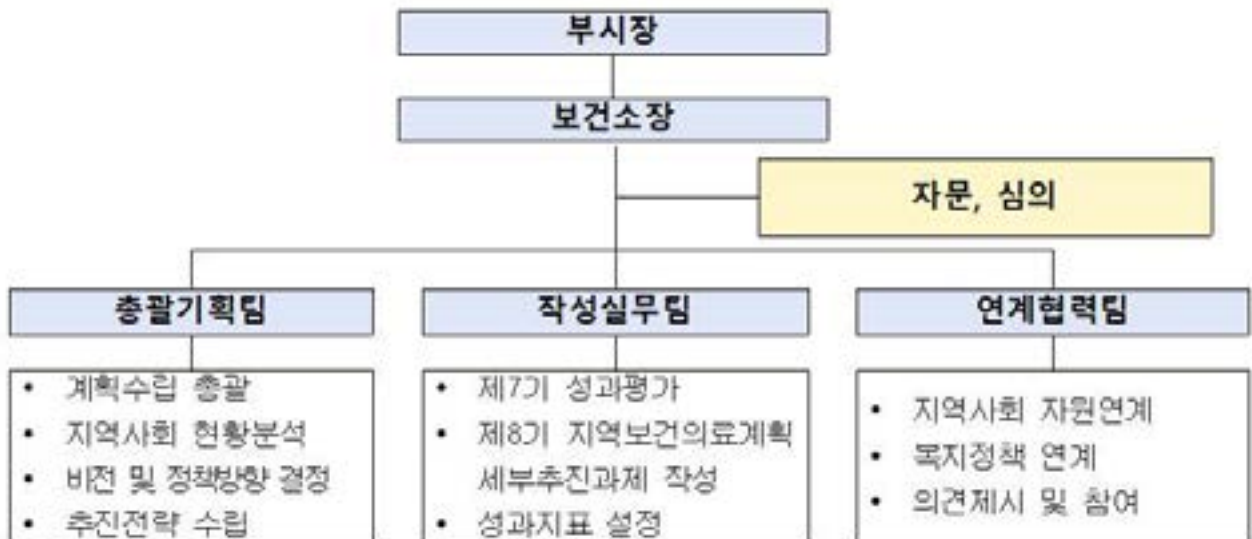 부시장
보건소장
자문, 심의
총괄기획팀
• 계획수립 총괄
• 지역사회 현황분석
• 비전 및 정책방향 결정
• 추진전략 수립
작성실무팀
• 제7기 성과평가
• 제8기 지역보건의료계획
세부추진과제 작성
• 성과지표 설정
연계협력팀
• 지역사회 자원연계
• 복지정책 연계
• 의견제시 및 참여